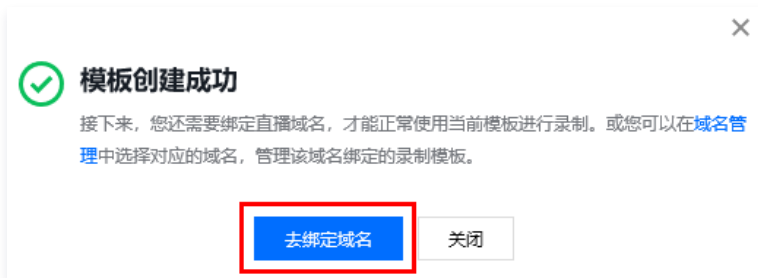 模板创建成功
接下来，您还需要绑定直播域名，才能正常使用当前模板进行录制。或您可以在域名管
理中选择对应的域名，管理该域名绑定的录制模板。
去绑定域名
关闭